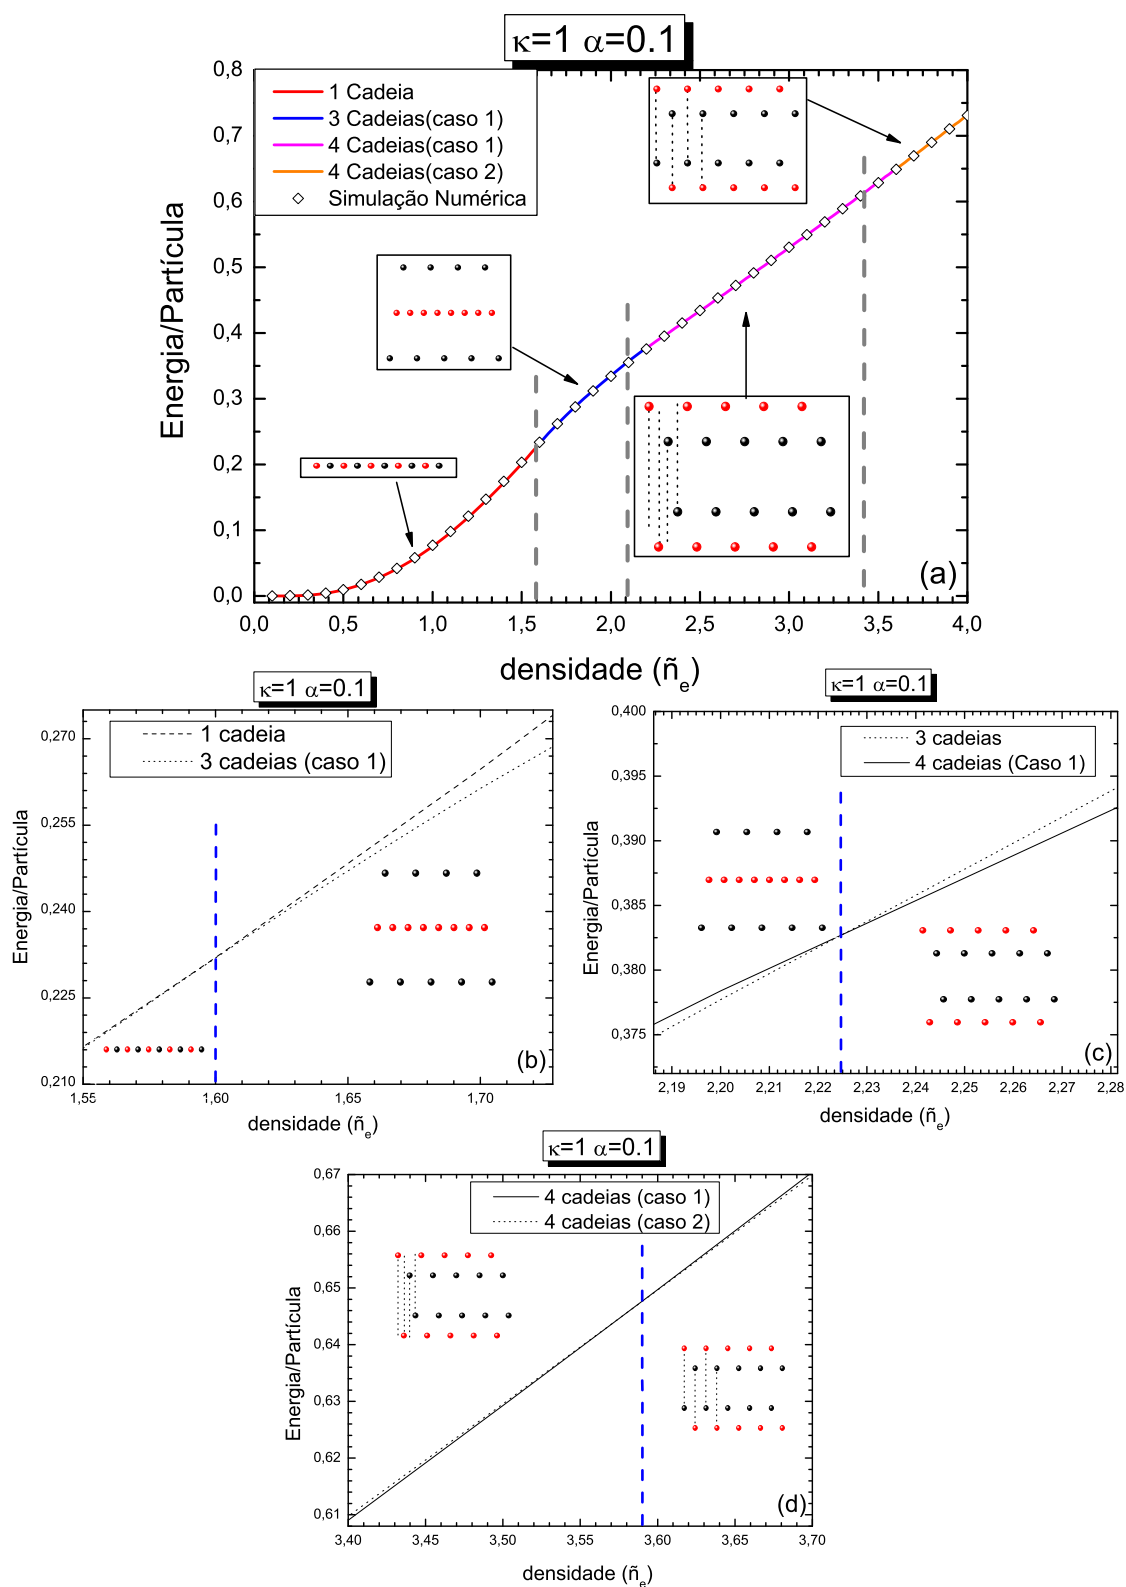 κ=1 α=0.1
0,8
0,7
0,6
0,5
0,4
0,3
0,2
0,1
0,0
Energia/Partícula
1 Cadeia
3 Cadeias(caso 1)
4 Cadeias(caso 1)
4 Cadeias(caso 2)
Simulação Numérica
(a)
0,0 0,5 1,0 1,5 2,0 2,5 3,0 3,5 4,0
densidade (ñe)
κ=1 α=0.1
0,270
0,255
0,240
0,225
0,210
Energia/Partícula
1 cadeia
3 cadeias (caso 1)
(b)
1,55 1,60 1,65 1,70
densidade (ñe)
κ=1 α=0.1
0,400
0,395
0,390
0,385
0,380
0,375
Energia/Partícula
3 cadeias
4 cadeias (Caso 1)
(c)
2,19 2,20 2,21 2,22 2,23 2,24 2,25 2,26 2,27 2,28
densidade (ñe)
κ=1 α=0.1
0,67
0,66
0,65
0,64
0,63
0,62
0,61
Energia/Partícula
4 cadeias (caso 1)
4 cadeias (caso 2)
(d)
3,40 3,45 3,50 3,55 3,60 3,65 3,70
densidade (ñe)